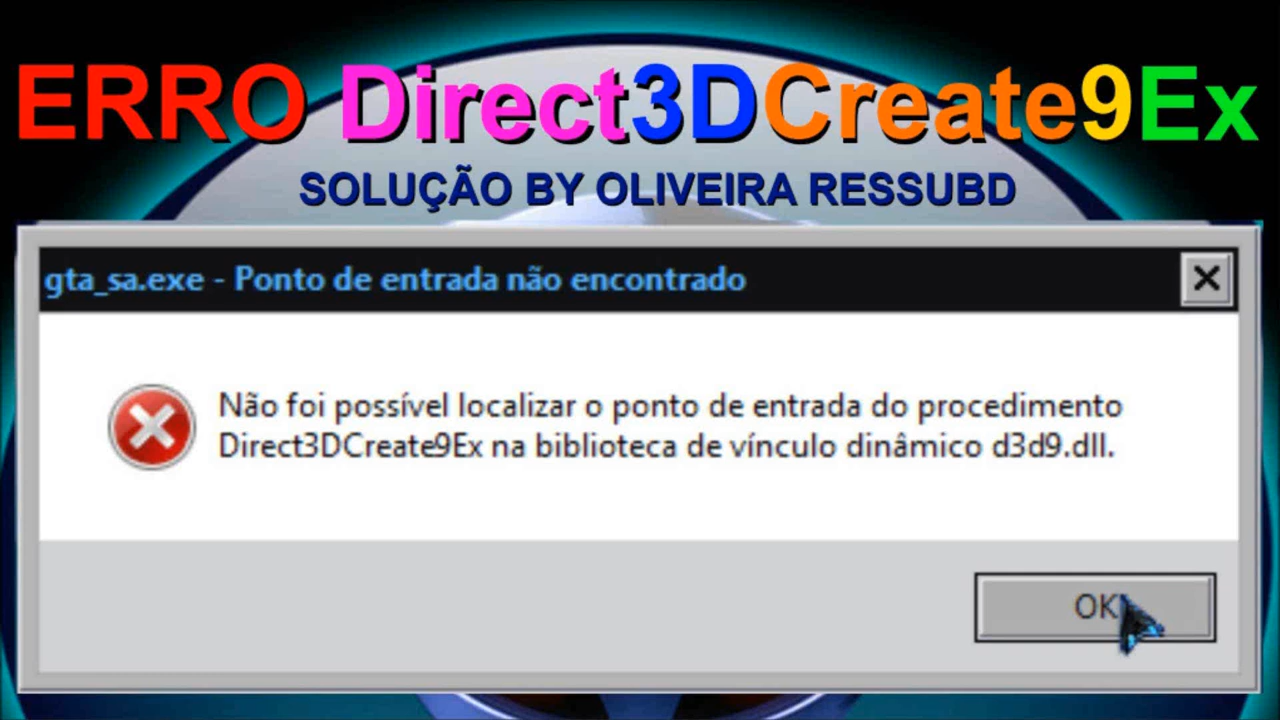 ERRO Direct3DCreate9Ex
SOLUÇÃO BY OLIVEIRA RESSUBD
gta_sa.exe - Ponto de entrada não encontrado
Não foi possível localizar o ponto de entrada do procedimento
Direct3DCreate9Ex na biblioteca de vínculo dinâmico d3d9.dll.
OK